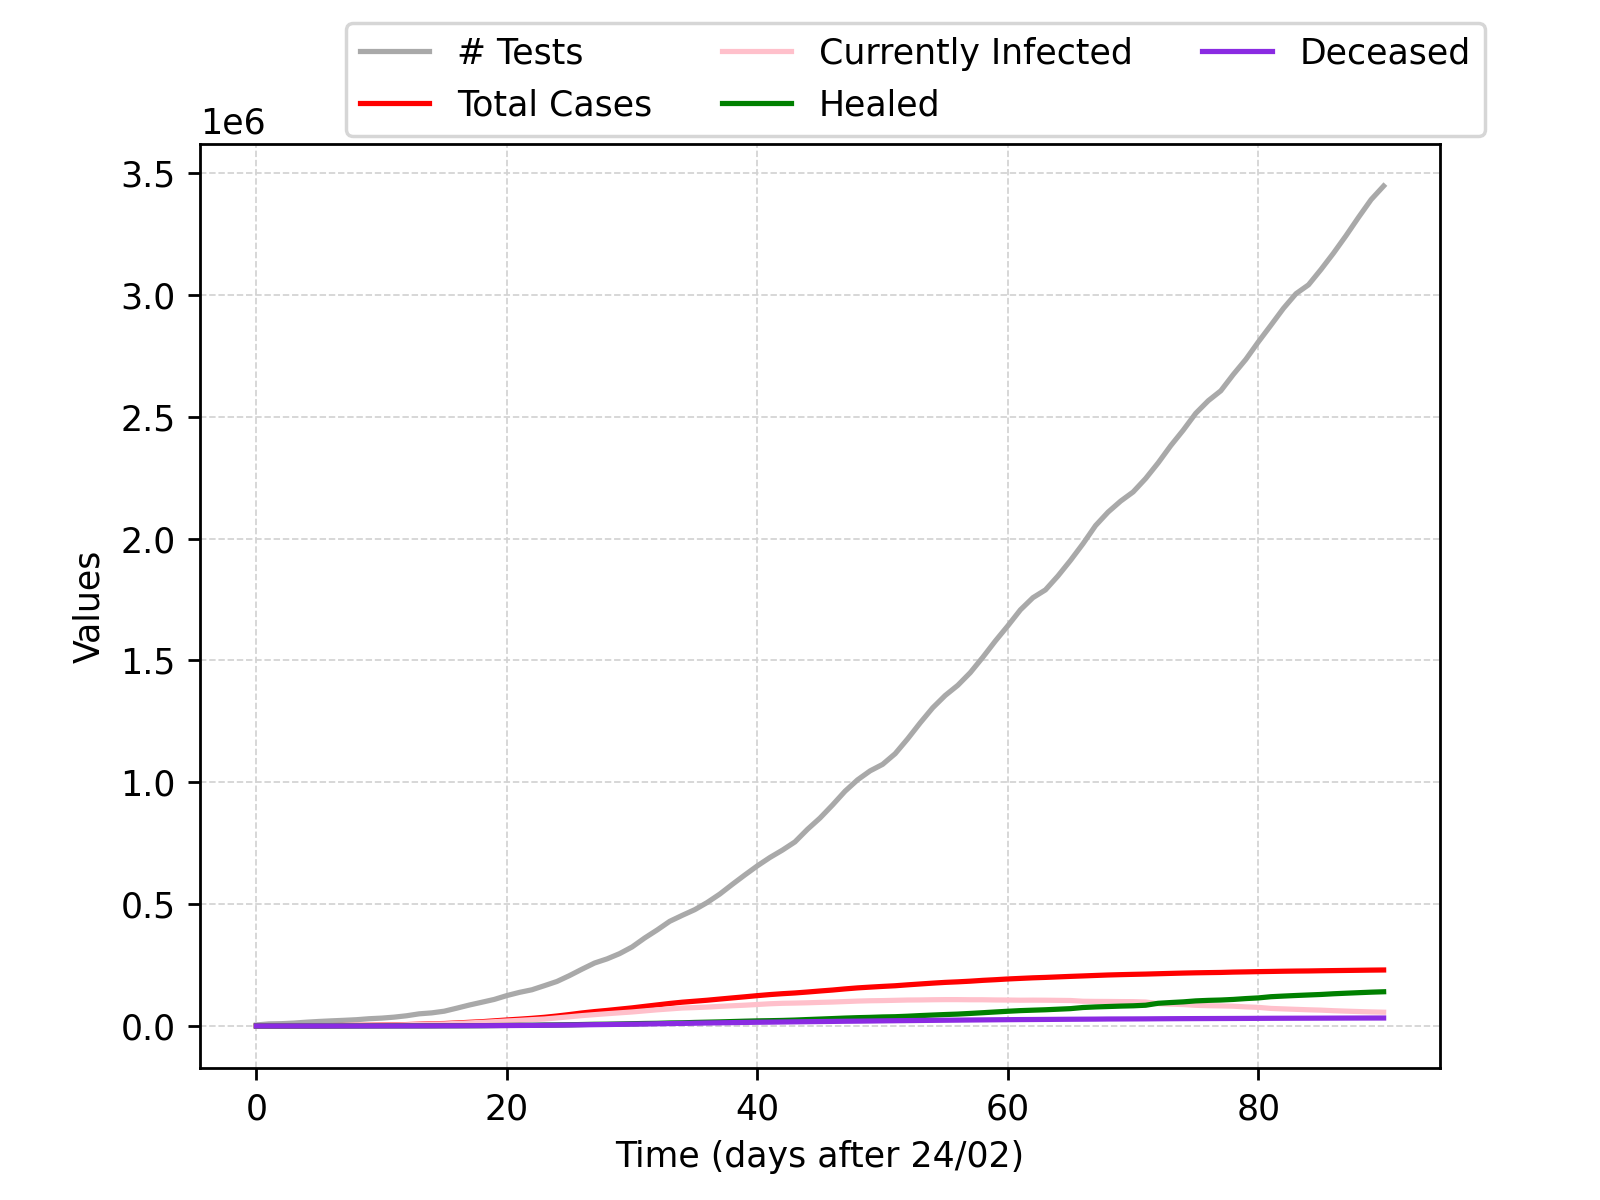 # Tests Currently Infected Deceased
Total Cases Healed
1e6
3.5
3.0
2.5
2.0
1.5
1.0
0.5
0.0
Values
0 20 40 60 80
Time (days after 24/02)